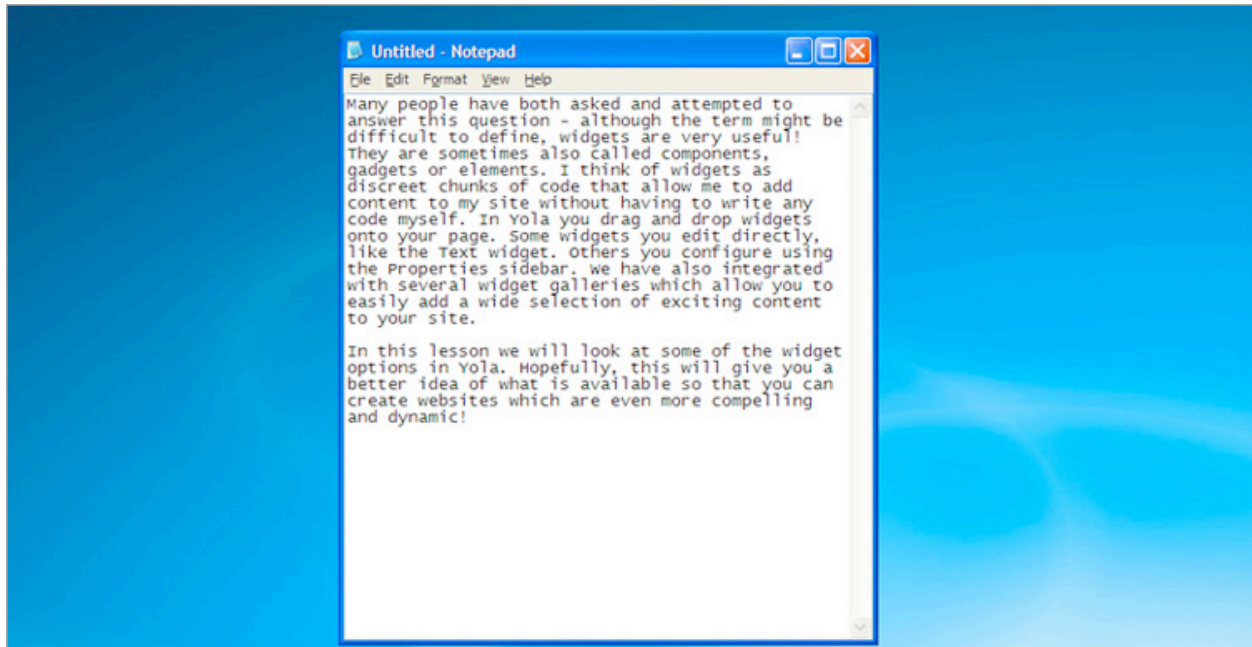 Untitled - Notepad
File Edit Format View Help
Many people have both asked and attempted to
answer this question - although the term might be
difficult to define, widgets are very useful!
They are sometimes also called components,
gadgets or elements. I think of widgets as
discreet chunks of code that allow me to add
content to my site without having to write any
code myself. In Yola you drag and drop widgets
onto your page. Some widgets you edit directly,
like the Text widget. Others you configure using
the Properties sidebar. We have also integrated
with several widget galleries which allow you to
easily add a wide selection of exciting content
to your site.
In this lesson we will look at some of the widget
options in Yola. Hopefully, this will give you a
better idea of what is available so that you can
create websites which are even more compelling
and dynamic!